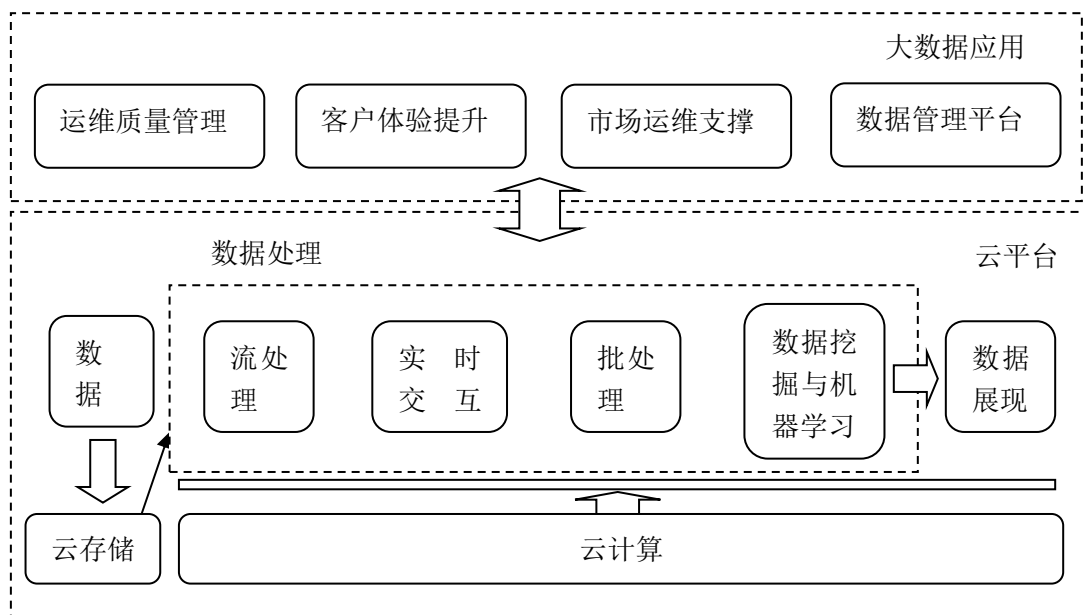 大数据应用
运维质量管理
客户体验提升
市场运维支撑
数据管理平台
数据处理
云平台
数
据
流处
理
实 时
交 互
批处
理
数据挖
掘与机
器学习
数据
展现
云存储
云计算